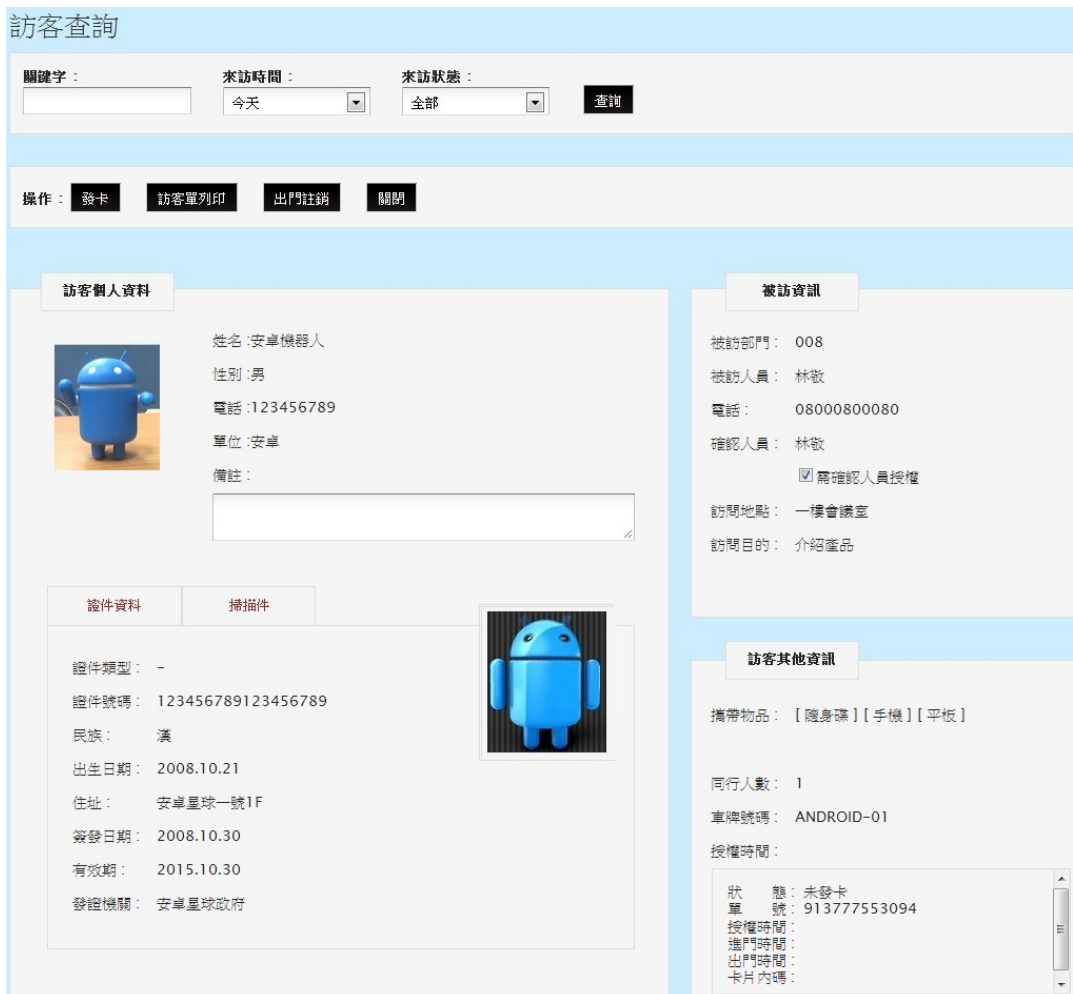 訪客查詢
關鍵字：
來訪時間：
來訪狀態：
今天
全部
查詢
操作：
發卡
訪客單列印
出門註銷
關閉
訪客個人資料
姓名 :安卓機器人
性別 :男
電話 :123456789
單位 :安卓
備註：
證件資料
掃描件
證件類型： -
證件號碼： 123456789123456789
民族： 漢
出生日期： 2008.10.21
住址： 安卓星球一號1F
簽發日期： 2008.10.30
有效期： 2015.10.30
發證機關： 安卓星球政府
被訪資訊
被訪部門： 008
被訪人員： 林敬
電話： 08000800080
確認人員： 林敬
需確認人員授權
訪問地點： 一樓會議室
訪問目的： 介紹產品
訪客其他資訊
攜帶物品： [ 隨身碟 ] [ 手機 ] [ 平板 ]
同行人數： 1
車牌號碼： ANDROID-01
授權時間：
狀　　態：未發卡
單　　號：913777553094
授權時間：
進門時間：
出門時間：
卡片內碼：